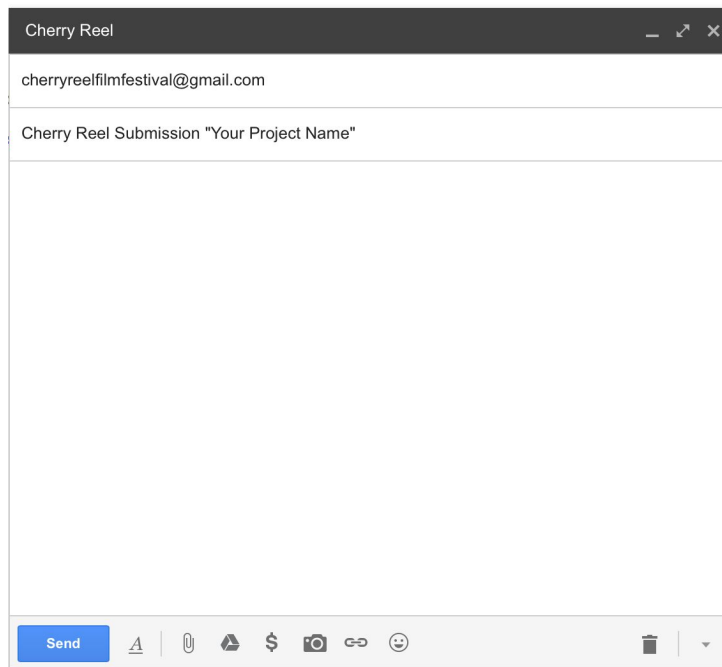 Cherry Reel
cherryreelfilmfestival@gmail.com
Cherry Reel Submission "Your Project Name"
Send
A
$